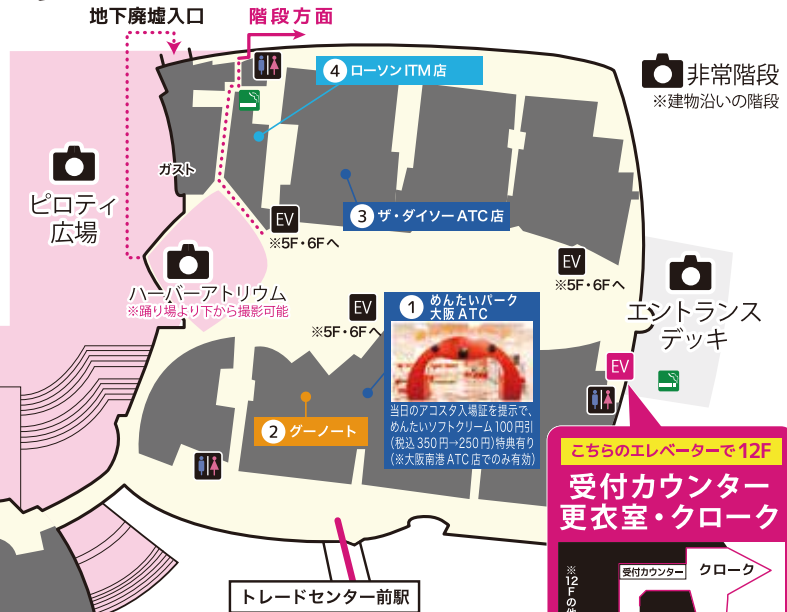 地下廃墟入口
階段方面
④ローソンITM店
非常階段
※建物沿いの階段
ガスト
ピロティ
広場
③ザ・ダイソーATC店
EV
※5F・6Fへ
EV
※5F・6Fへ
ハーバーアトリウム
※踊り場より下から撮影可能
EV
※5F・6Fへ
①めんたいパーク
大阪ATC
当日のアコスタ入場証を提示で、
めんたいソフトクリーム100円引
(税込350円→250円)特典有り
(※大阪南港ATC店でのみ有効)
エントランス
デッキ
EV
②グーノート
こちらのエレベーターで12F
受付カウンター
更衣室・クローク
受付カウンター
クローク
※12Fの他
トレードセンター前駅